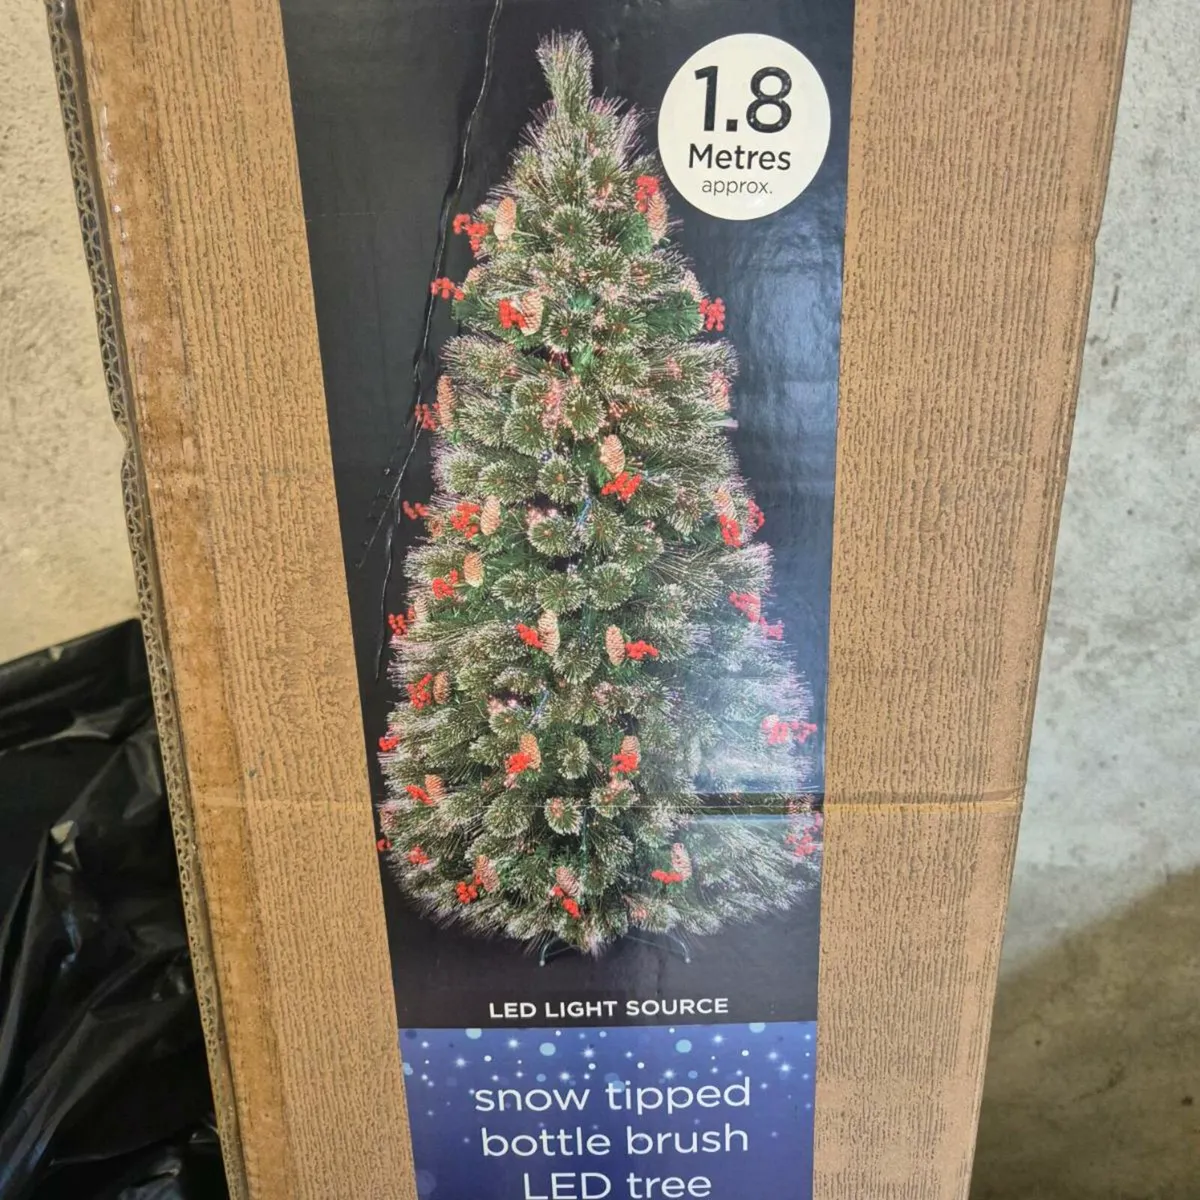 1.8
Metres
approx.
LED LIGHT SOURCE
snow tipped
bottle brush
LED tree